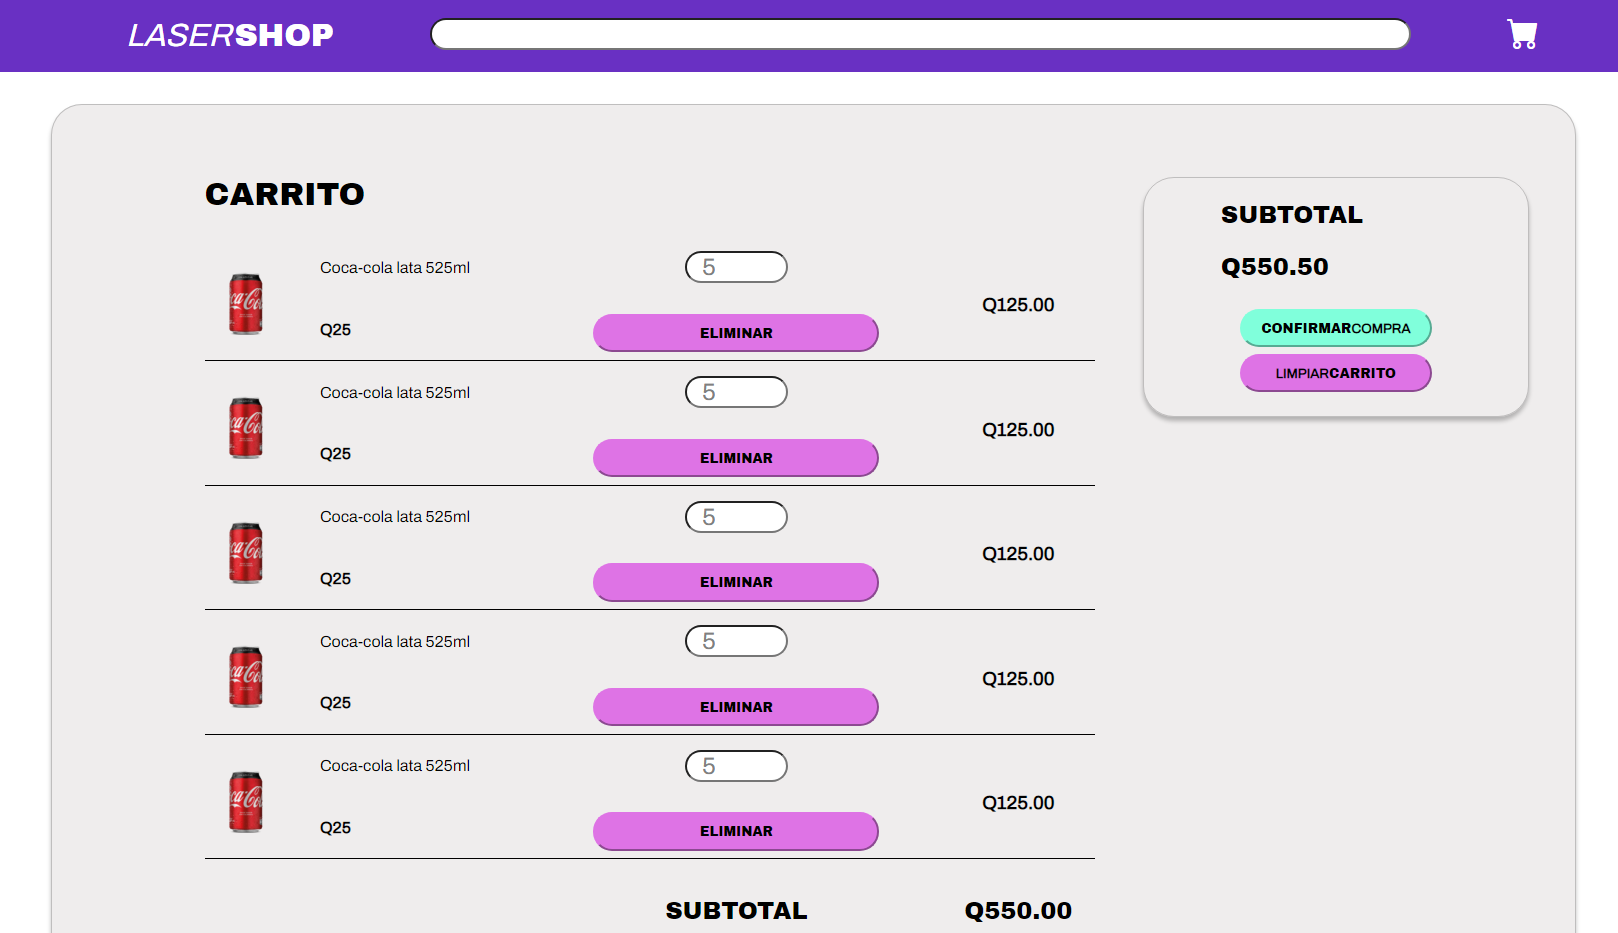 LASERSHOP
CARRITO
Coca-cola lata 525ml
5
Q25
ELIMINAR
Q125.00
Coca-cola lata 525ml
5
Q25
ELIMINAR
Q125.00
Coca-cola lata 525ml
5
Q25
ELIMINAR
Q125.00
Coca-cola lata 525ml
5
Q25
ELIMINAR
Q125.00
Coca-cola lata 525ml
5
Q25
ELIMINAR
Q125.00
SUBTOTAL Q550.00
SUBTOTAL
Q550.50
CONFIRMARCOMPRA
LIMPIARCARRITO